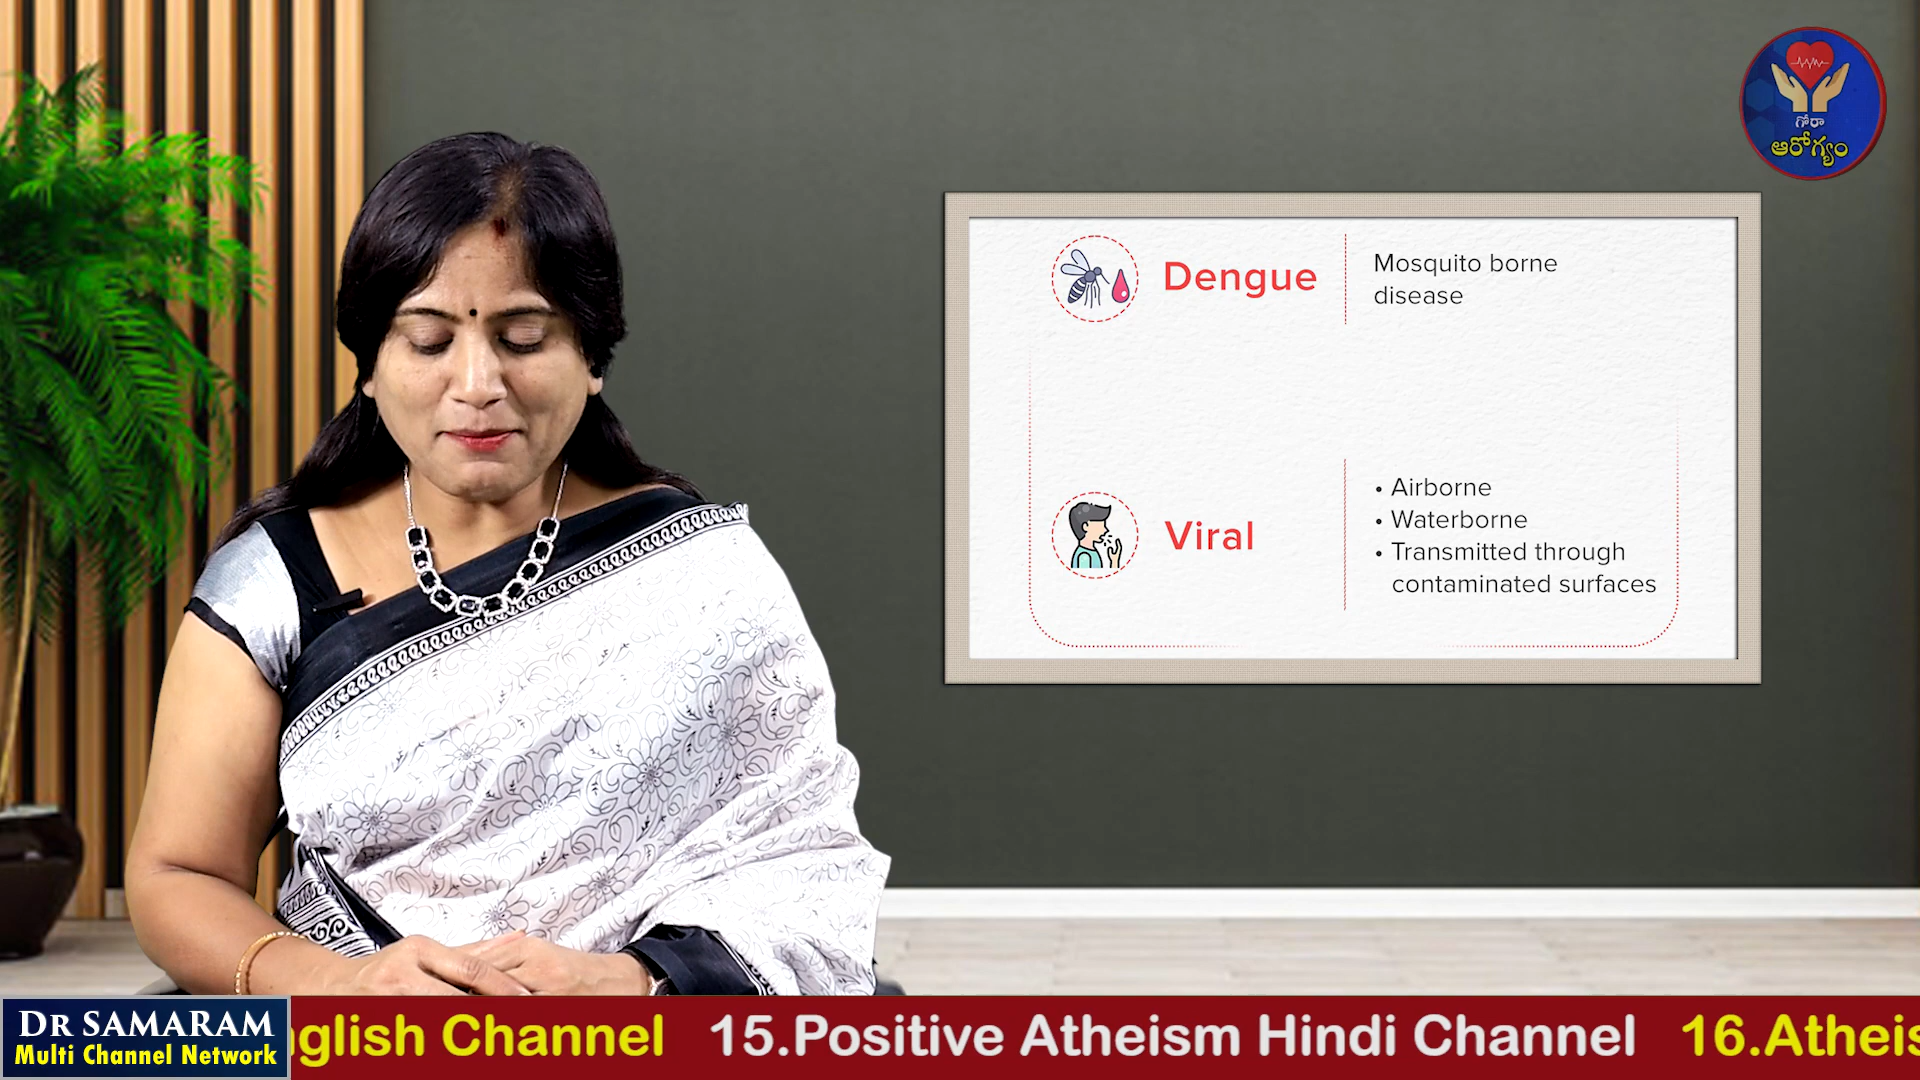 గోరా
ఆరోగ్యం
Dengue
Mosquito borne
disease
Viral
• Airborne
• Waterborne
• Transmitted through
contaminated surfaces
DR SAMARAM
Multi Channel Network
nglish Channel 15.Positive Atheism Hindi Channel 16.Atheis